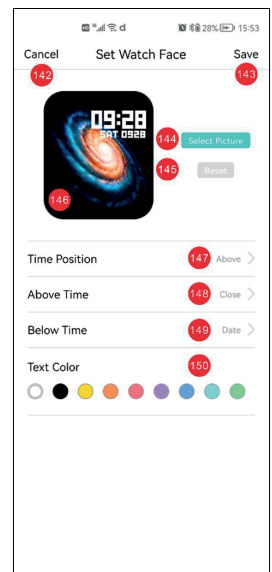 28% 15:53
Cancel Set Watch Face Save
142 143
09:28
SAT 0928
144 Select Picture
145 Reset
146
Time Position 147 Above
Above Time 148 Close
Below Time 149 Date
Text Color 150